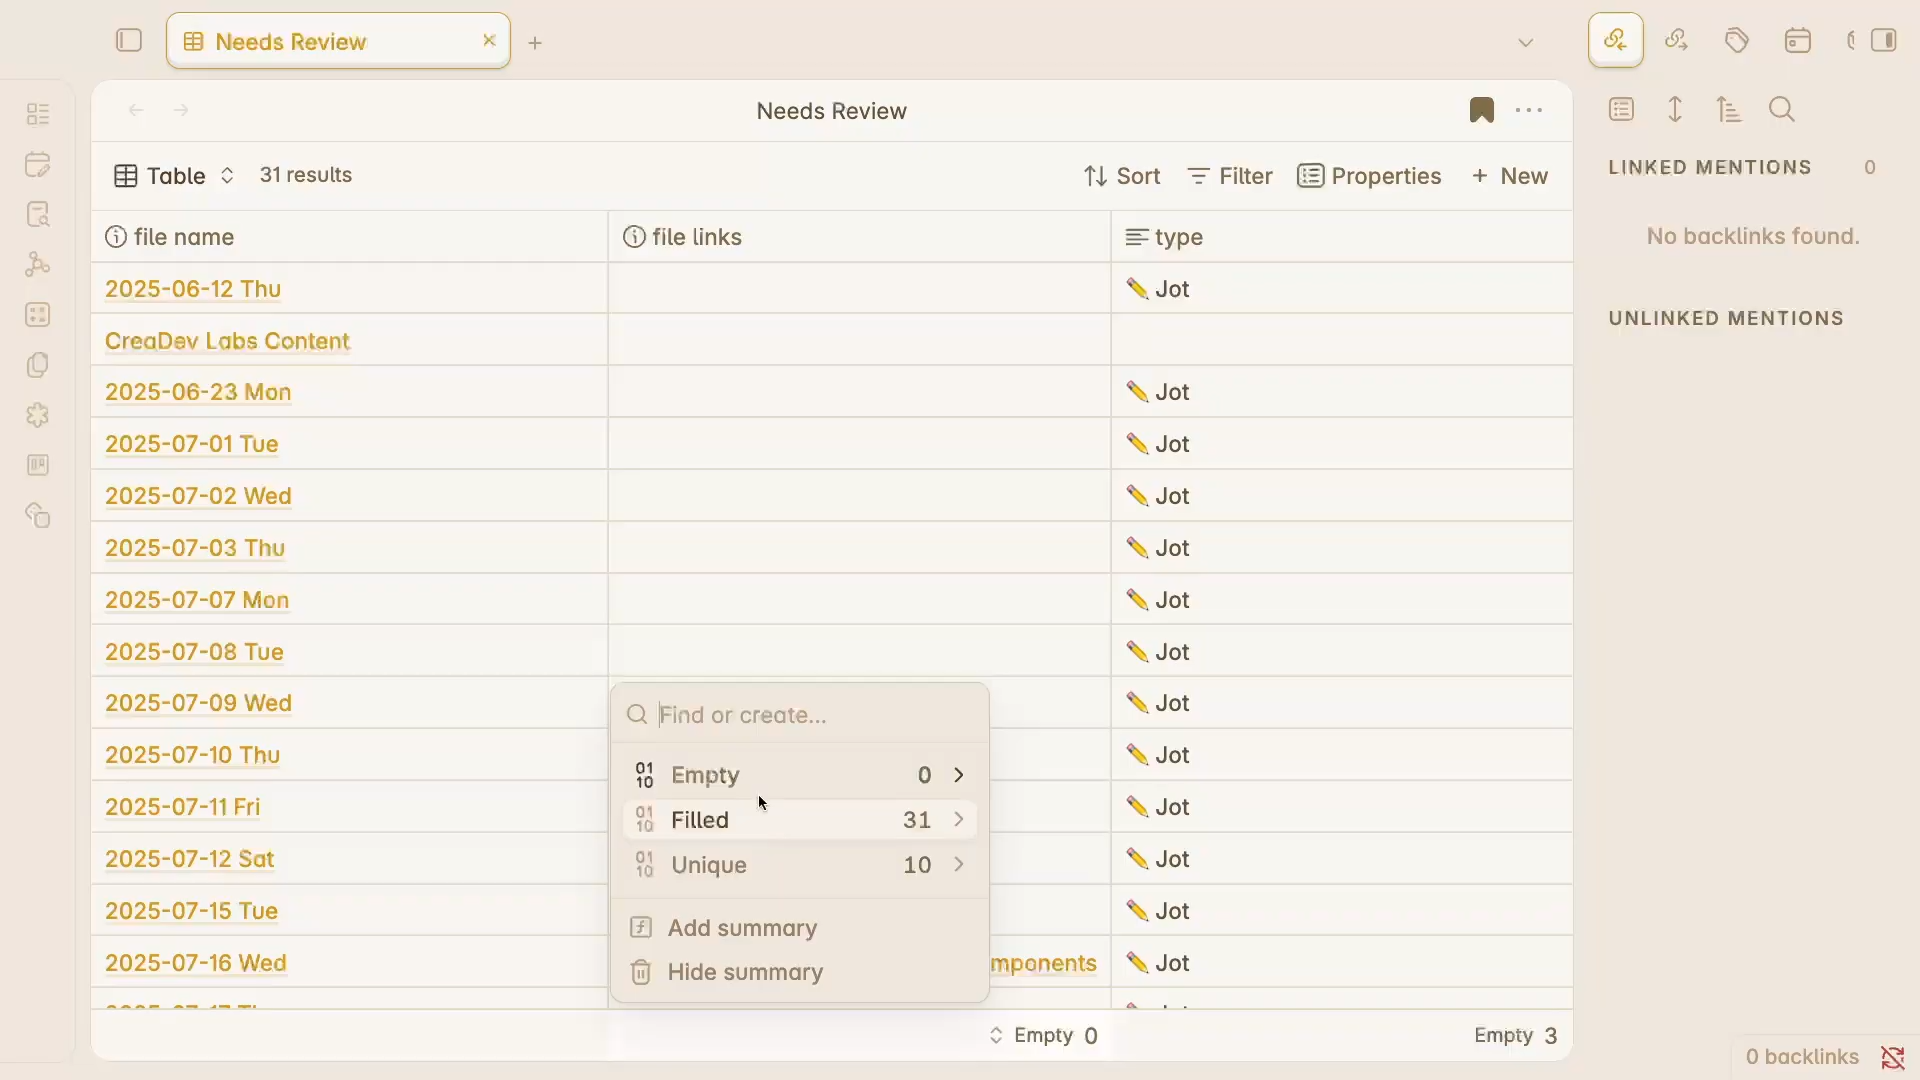 Needs Review
Needs Review
Table
31 results
Sort
Filter
Properties
New
file name
file links
type
2025-06-12 Thu
Jot
CreaDev Labs Content
2025-06-23 Mon
Jot
2025-07-01 Tue
Jot
2025-07-02 Wed
Jot
2025-07-03 Thu
Jot
2025-07-07 Mon
Jot
2025-07-08 Tue
Jot
2025-07-09 Wed
Jot
2025-07-10 Thu
Jot
2025-07-11 Fri
Jot
2025-07-12 Sat
Jot
2025-07-15 Tue
Jot
2025-07-16 Wed
mponents
Jot
Find or create...
Empty 0
Filled 31
Unique 10
Add summary
Hide summary
Empty 0
Empty 3
LINKED MENTIONS 0
No backlinks found.
UNLINKED MENTIONS
0 backlinks